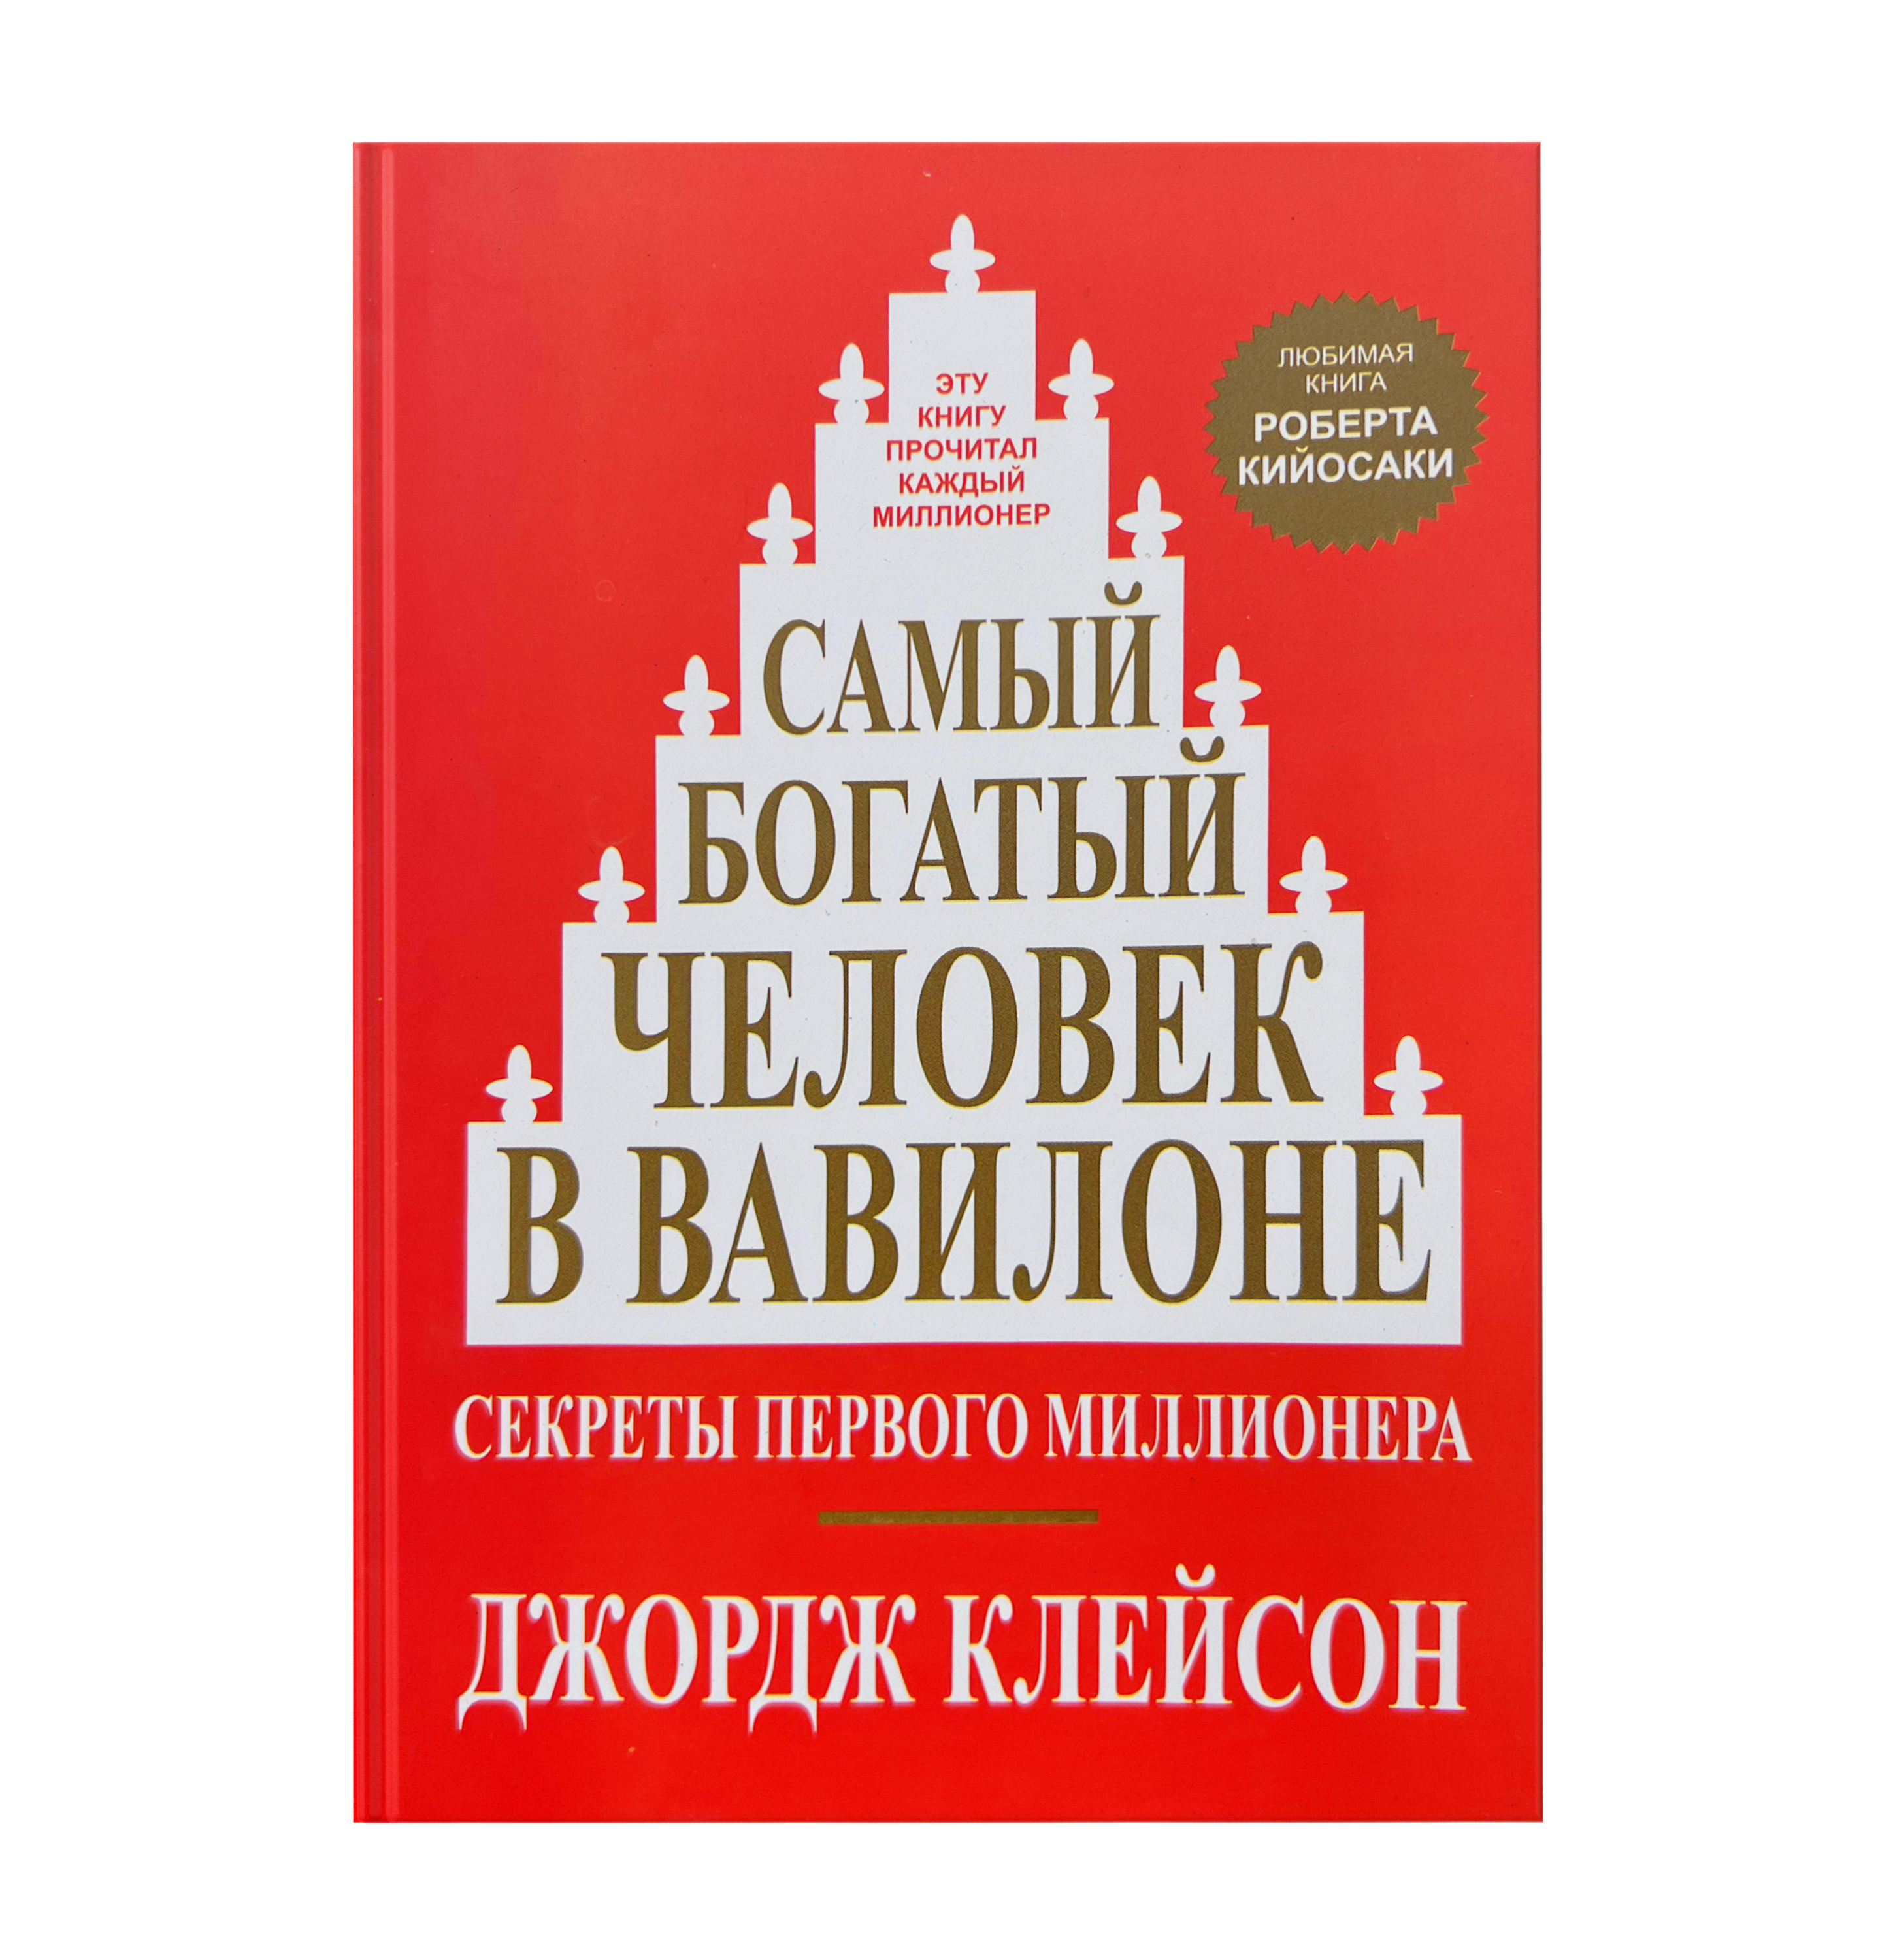 ЭТУ
КНИГУ
ПРОЧИТАЛ
КАЖДЫЙ
МИЛЛИОНЕР
ЛЮБИМАЯ
КНИГА
РОБЕРТА
КИЙОСАКИ
САМЫЙ
БОГАТЫЙ
ЧЕЛОВЕК
В ВАВИЛОНЕ
СЕКРЕТЫ ПЕРВОГО МИЛЛИОНЕРА
ДЖОРДЖ КЛЕЙСОН